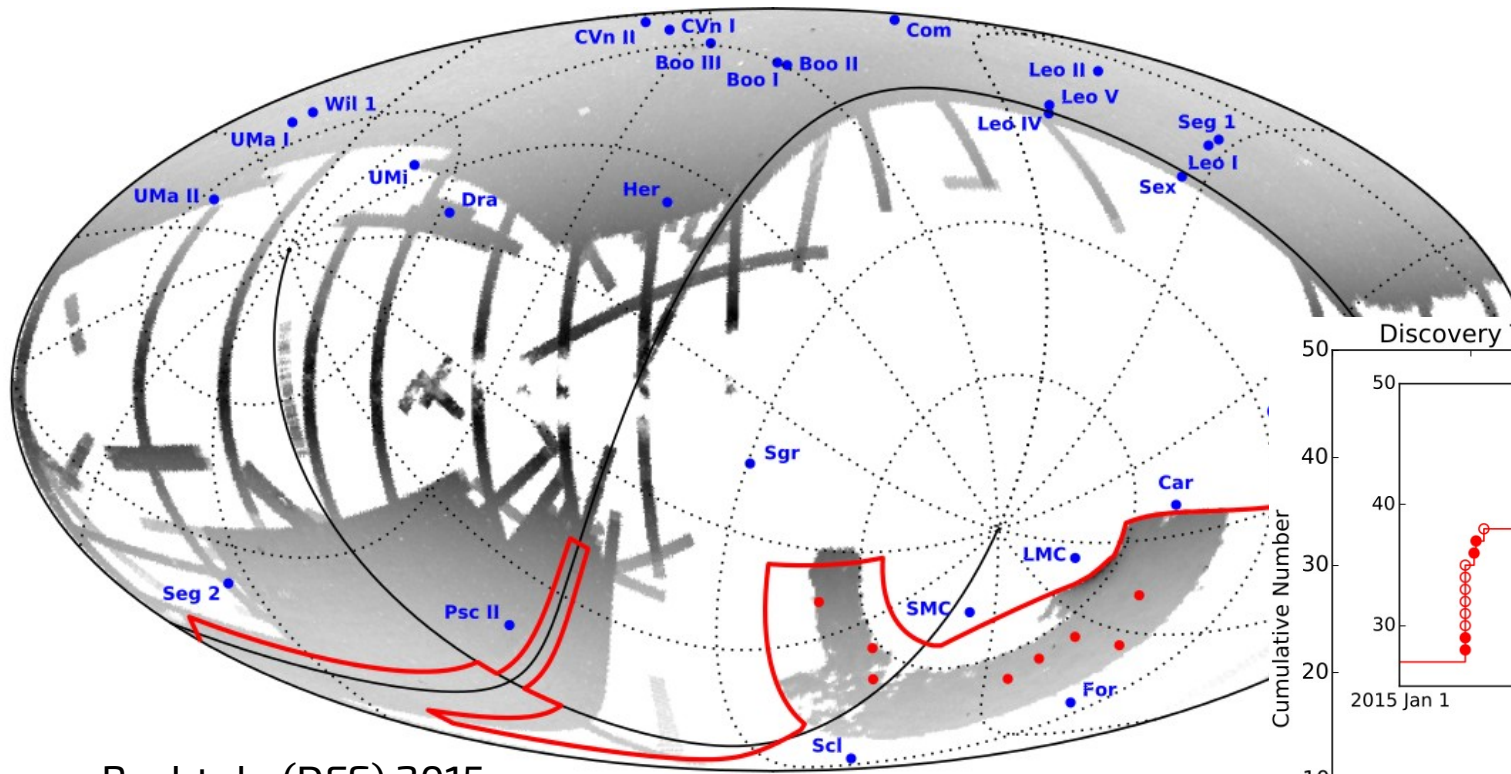 CVn II
CVn I
Com
Boo III
Boo I
Boo II
Leo II
Leo V
Leo IV
Wil 1
UMa I
Seg 1
Leo I
Sex
UMi
UMa II
Dra
Her
Sgr
Car
LMC
SMC
Seg 2
Psc II
For
Scl
Discovery
50
50
40
40
30
30
20
10
Cumulative Number
2015 Jan 1